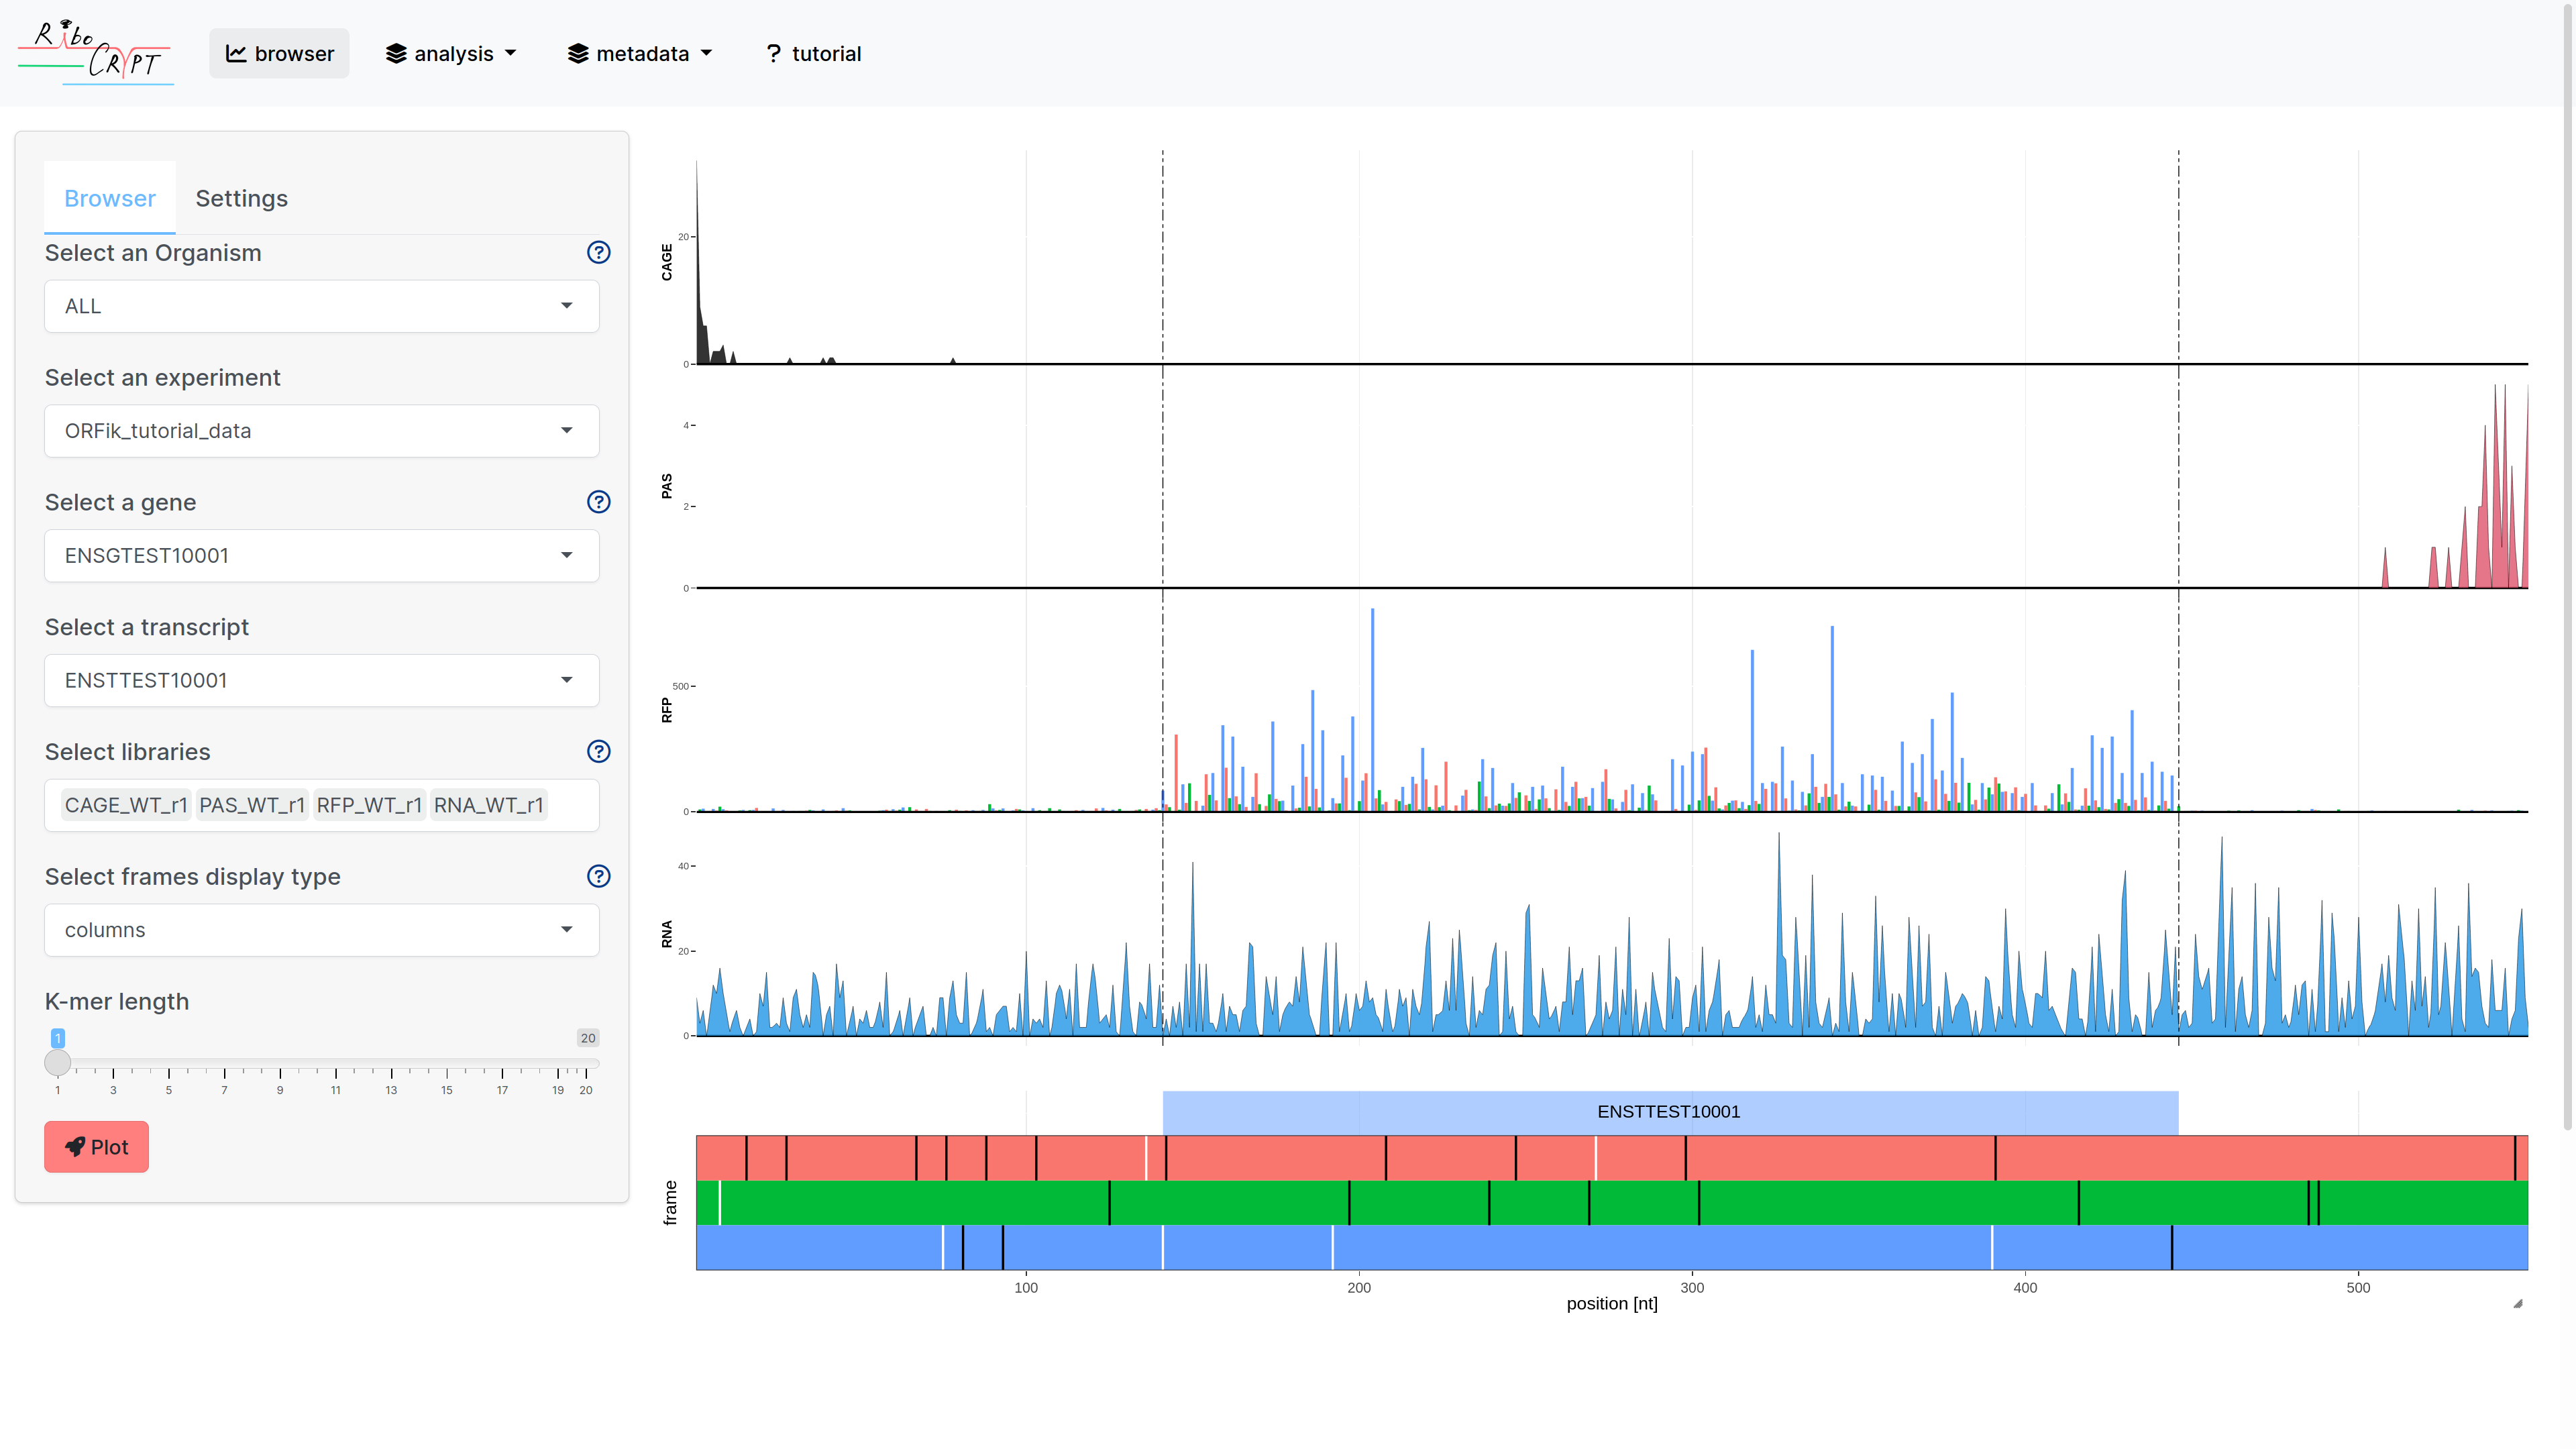 Ribo
CRYPT
browser
analysis
metadata
? tutorial
Browser
Settings
Select an Organism
?
ALL
Select an experiment
ORFik_tutorial_data
Select a gene
?
ENSGTEST10001
Select a transcript
ENSTTEST10001
Select libraries
?
CAGE_WT_r1 PAS_WT_r1 RFP_WT_r1 RNA_WT_r1
Select frames display type
?
columns
K-mer length
1 20
1 3 5 7 9 11 13 15 17 19 20
Plot
CAGE
20
0
PAS
4
2
0
RFP
500
0
RNA
40
20
0
ENSTTEST10001
frame
100 200 300 400 500
position [nt]